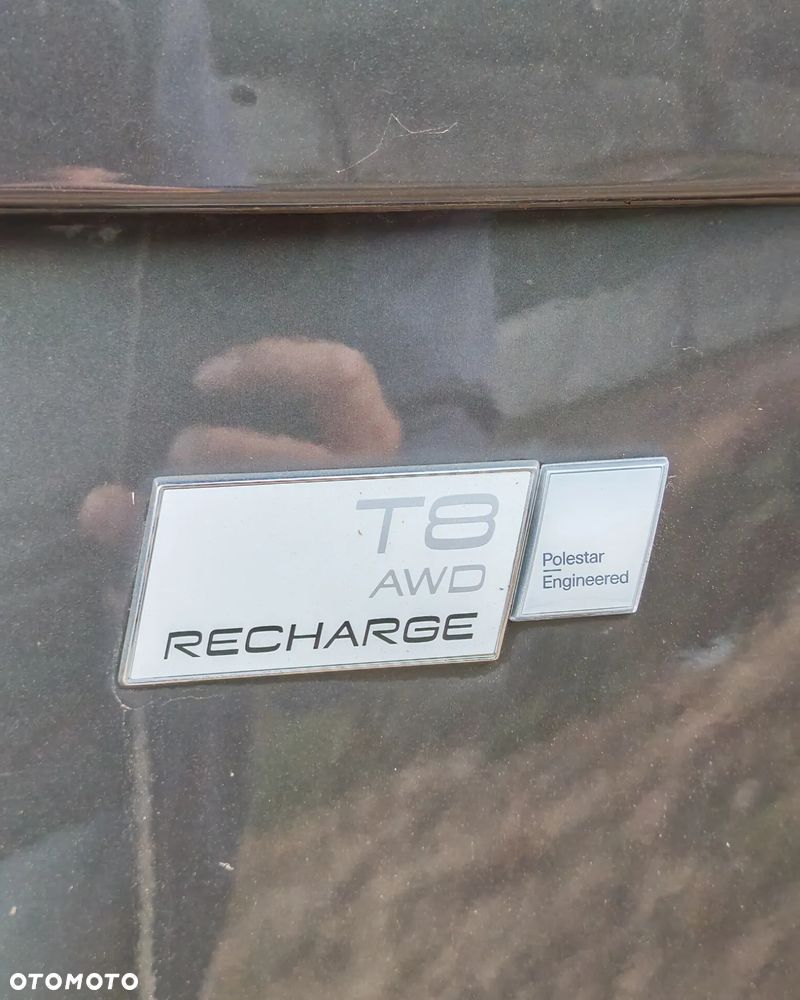 T8
AWD
RECHARGE
Polestar
Engineered
OTOMOTO